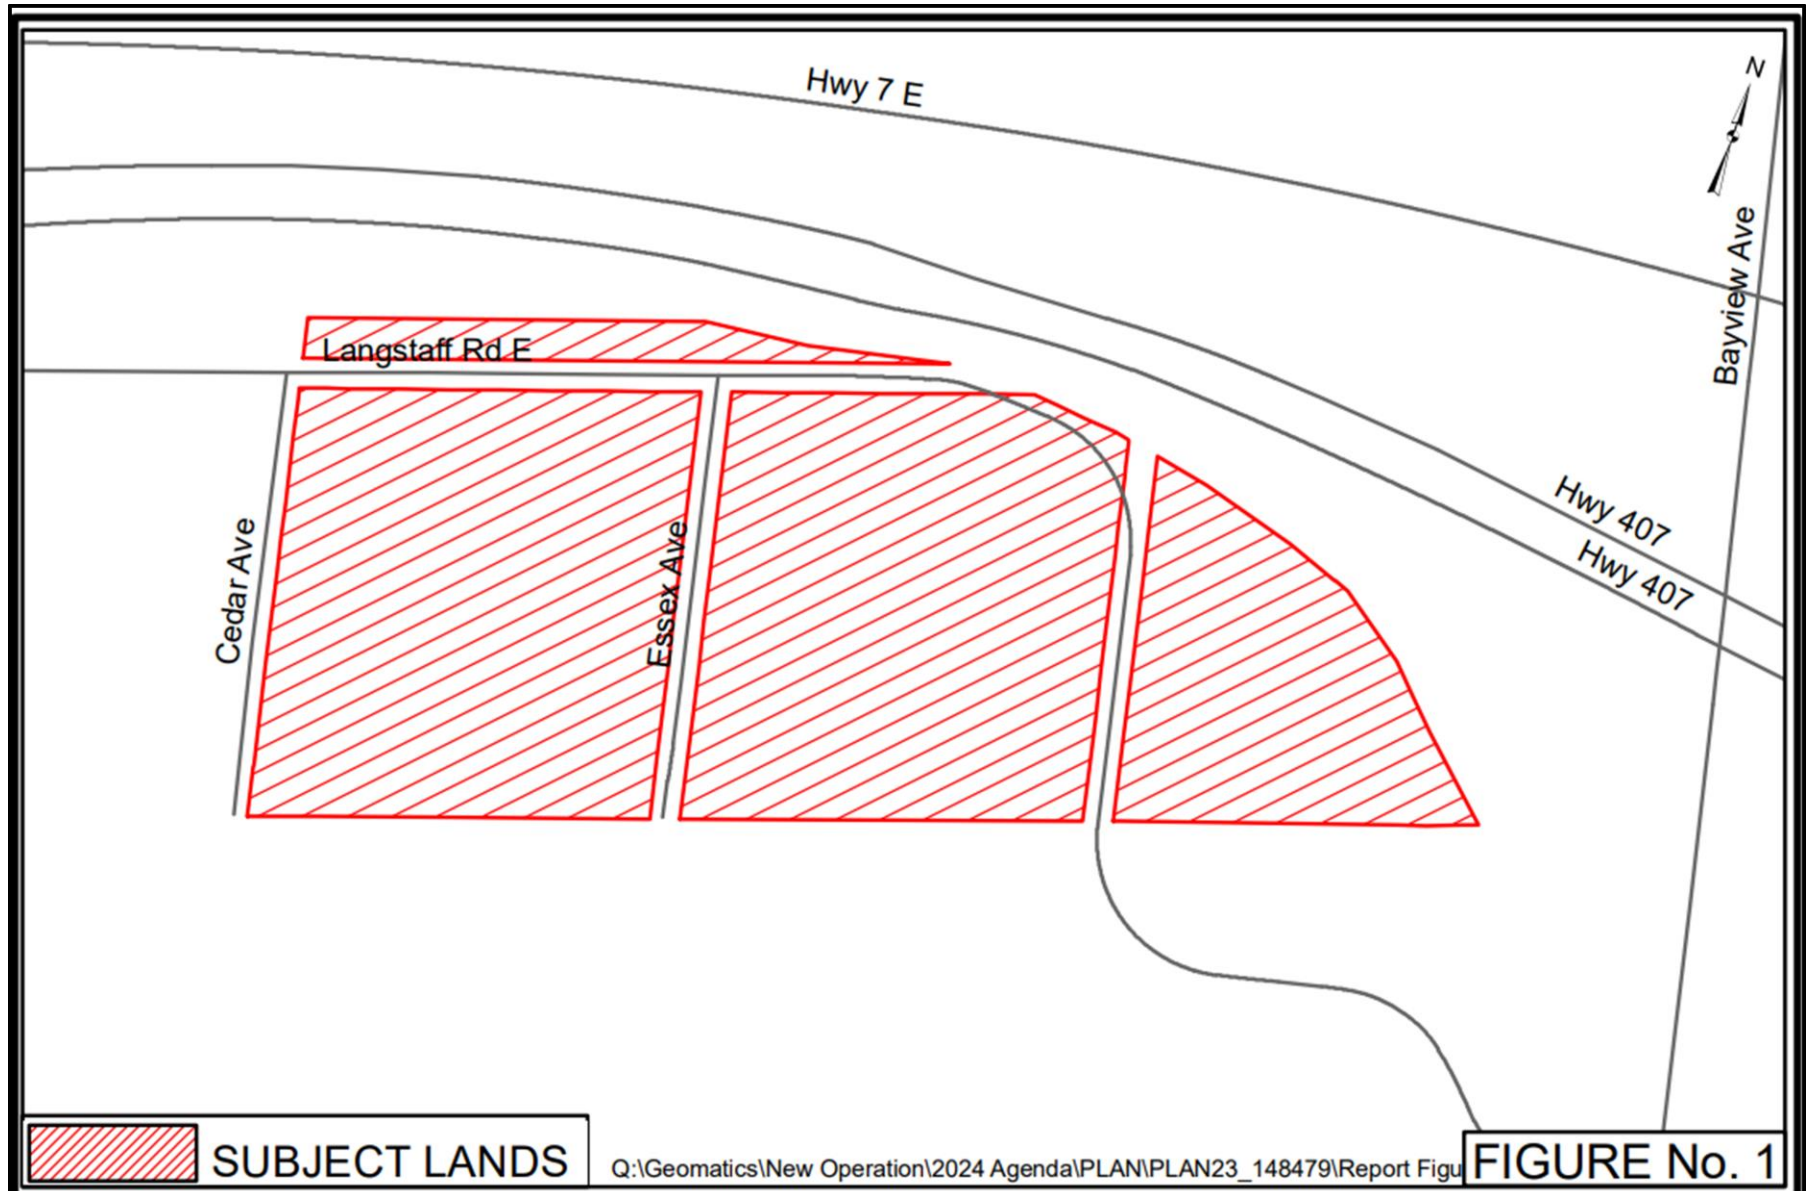 Hwy 7 E
N
Bayview Ave
Langstaff Rd E
Hwy 407
Hwy 407
Cedar Ave
Essex Ave
SUBJECT LANDS
Q:\Geomatics\New Operation\2024 Agenda\PLAN\PLAN23_148479\Report Figu
FIGURE No. 1